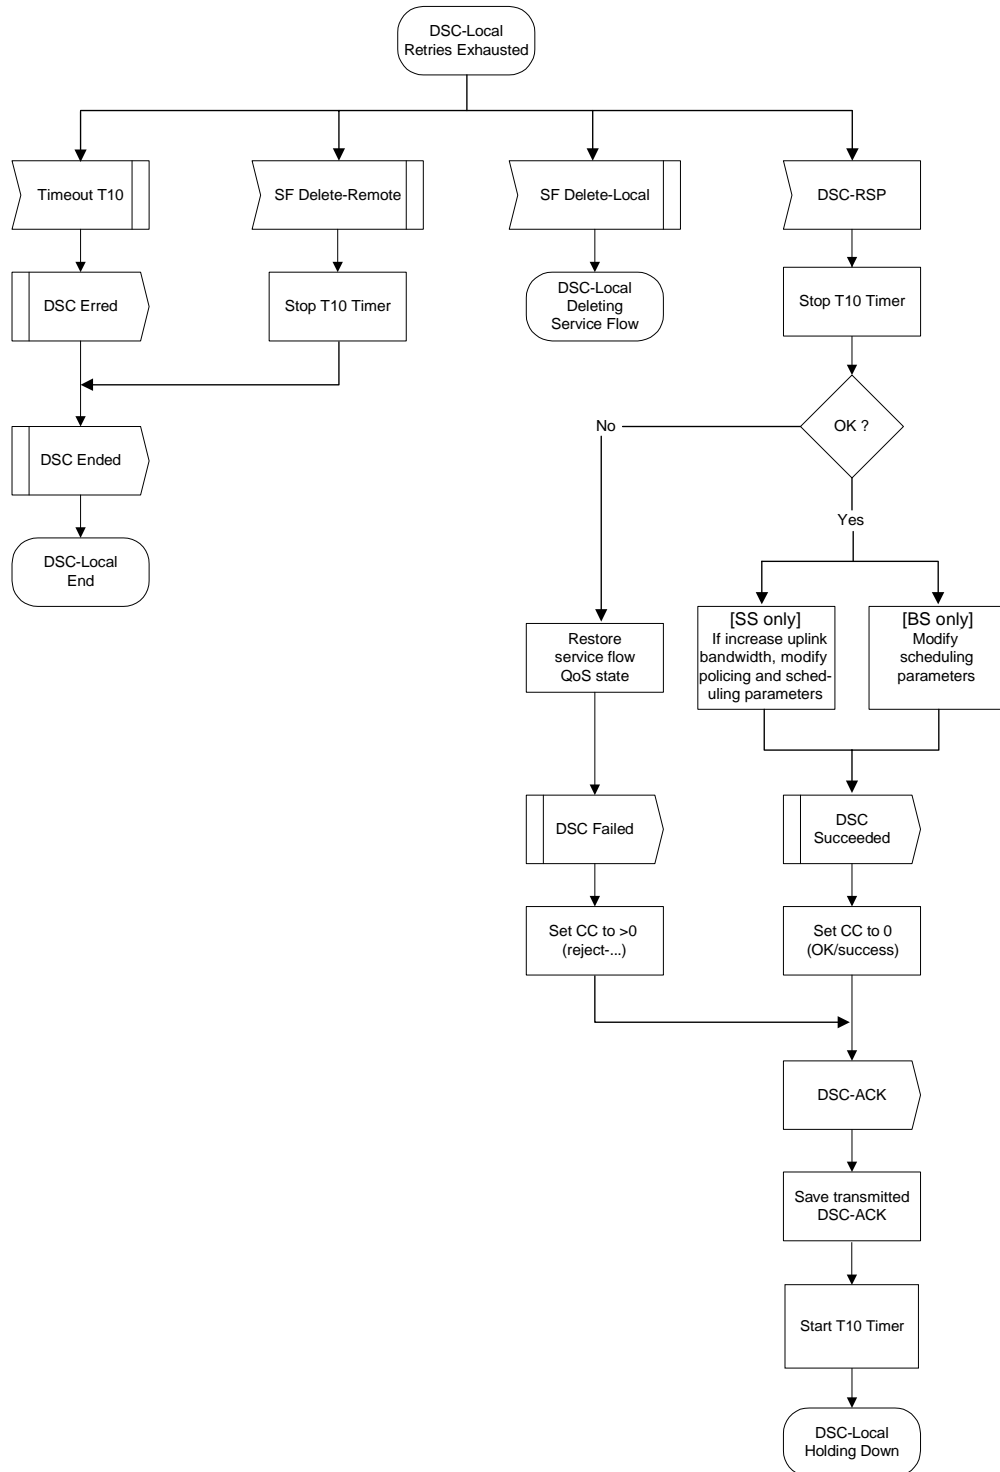 DSC-Local
Retries Exhausted
Timeout T10
SF Delete-Remote
SF Delete-Local
DSC-RSP
DSC Erred
Stop T10 Timer
DSC-Local
Deleting
Service Flow
Stop T10 Timer
OK ?
No
Yes
DSC Ended
DSC-Local
End
Restore
service flow
QoS state
[SS only]
If increase uplink
bandwidth, modify
policing and sched-
uling parameters
[BS only]
Modify
scheduling
parameters
DSC Failed
DSC
Succeeded
Set CC to >0
(reject-...)
Set CC to 0
(OK/success)
DSC-ACK
Save transmitted
DSC-ACK
Start T10 Timer
DSC-Local
Holding Down